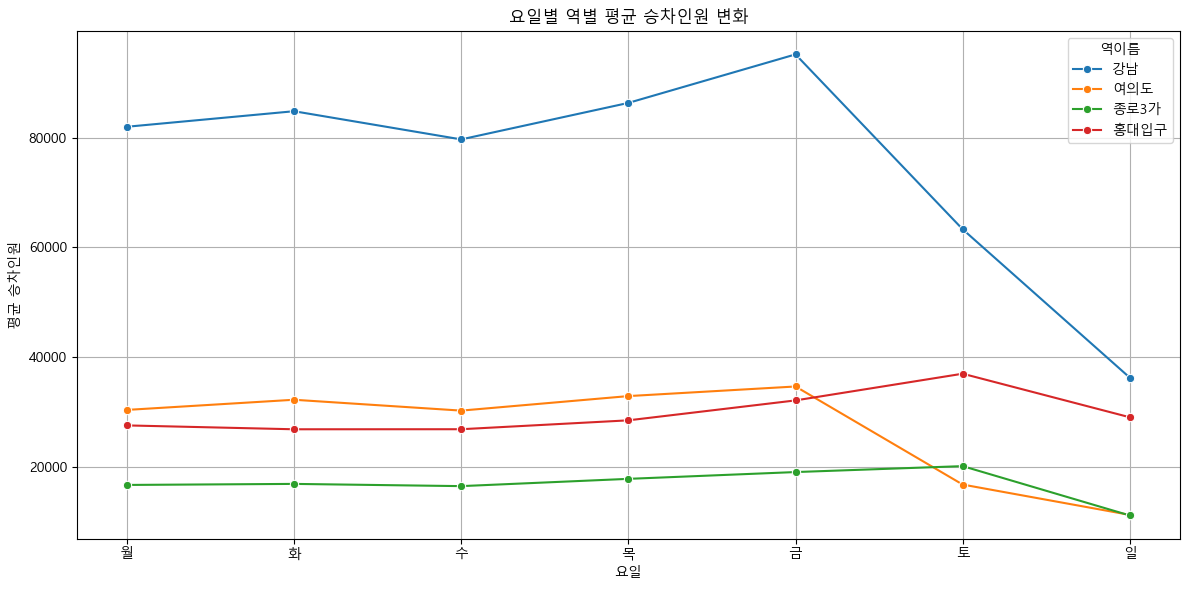 요일별 역별 평균 승차인원 변화
역이름
강남
여의도
종로3가
홍대입구
평균 승차인원
80000
60000
40000
20000
월 화 수 목 금 토 일
요일